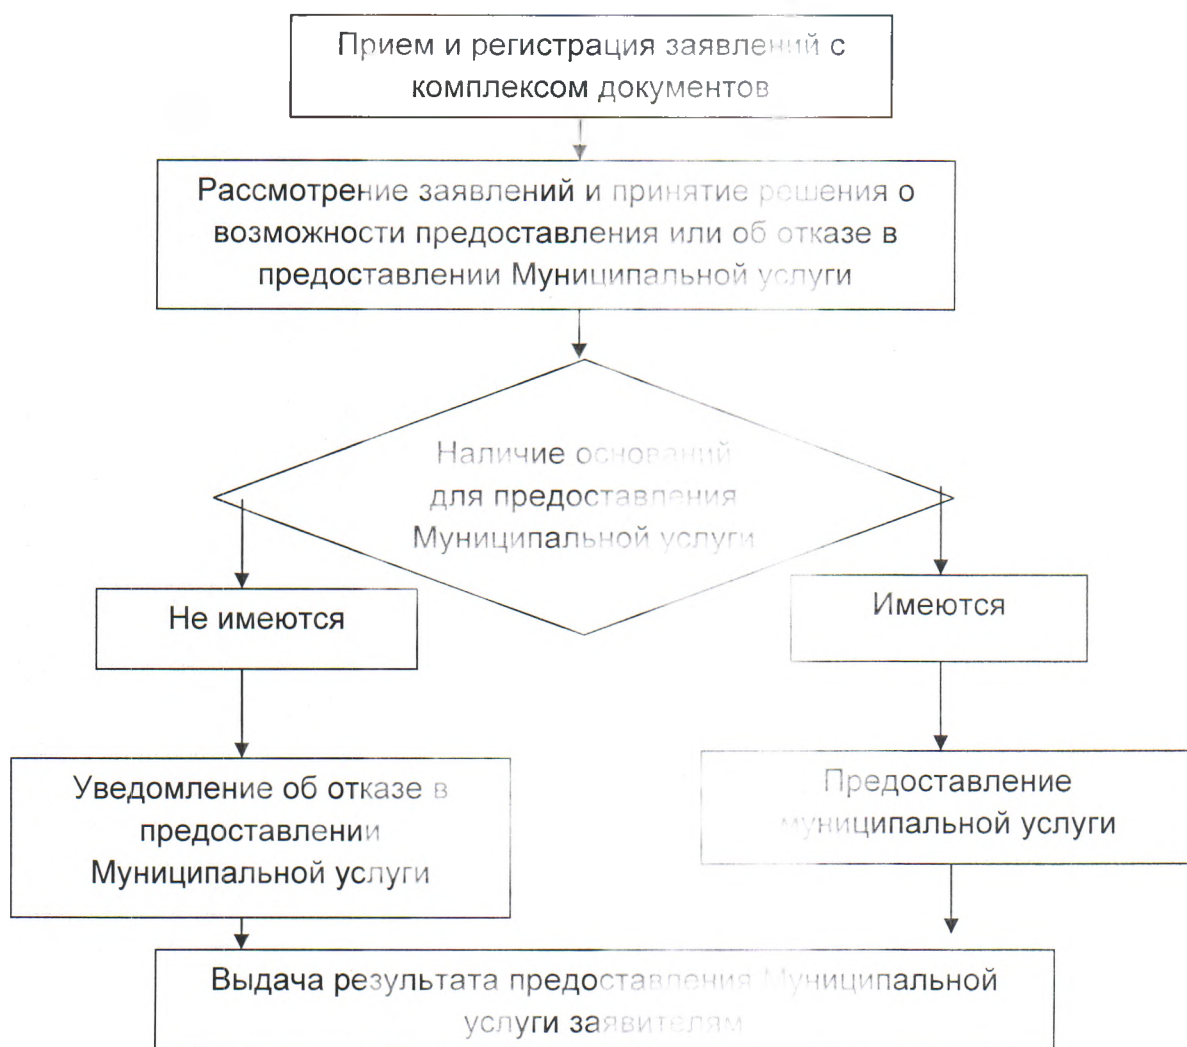 Прием и регистрация заявлений с
комплексом документов
Рассмотрение заявлений и принятие решения о
возможности предоставления или об отказе в
предоставлении Муниципальной услуги
Наличие оснований
для предоставления
Муниципальной услуги
Не имеются
Имеются
Уведомление об отказе в
предоставлении
Муниципальной услуги
Предоставление
муниципальной услуги
Выдача результата предоставления Муниципальной
услуги заявителям